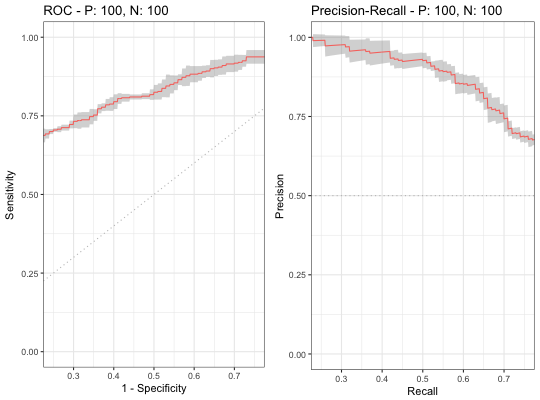 ROC - P: 100, N: 100
1.00
0.75
0.50
0.25
0.00
Sensitivity
0.3 0.4 0.5 0.6 0.7
1 - Specificity
Precision-Recall - P: 100, N: 100
1.00
0.75
0.50
0.25
0.00
Precision
0.3 0.4 0.5 0.6 0.7
Recall